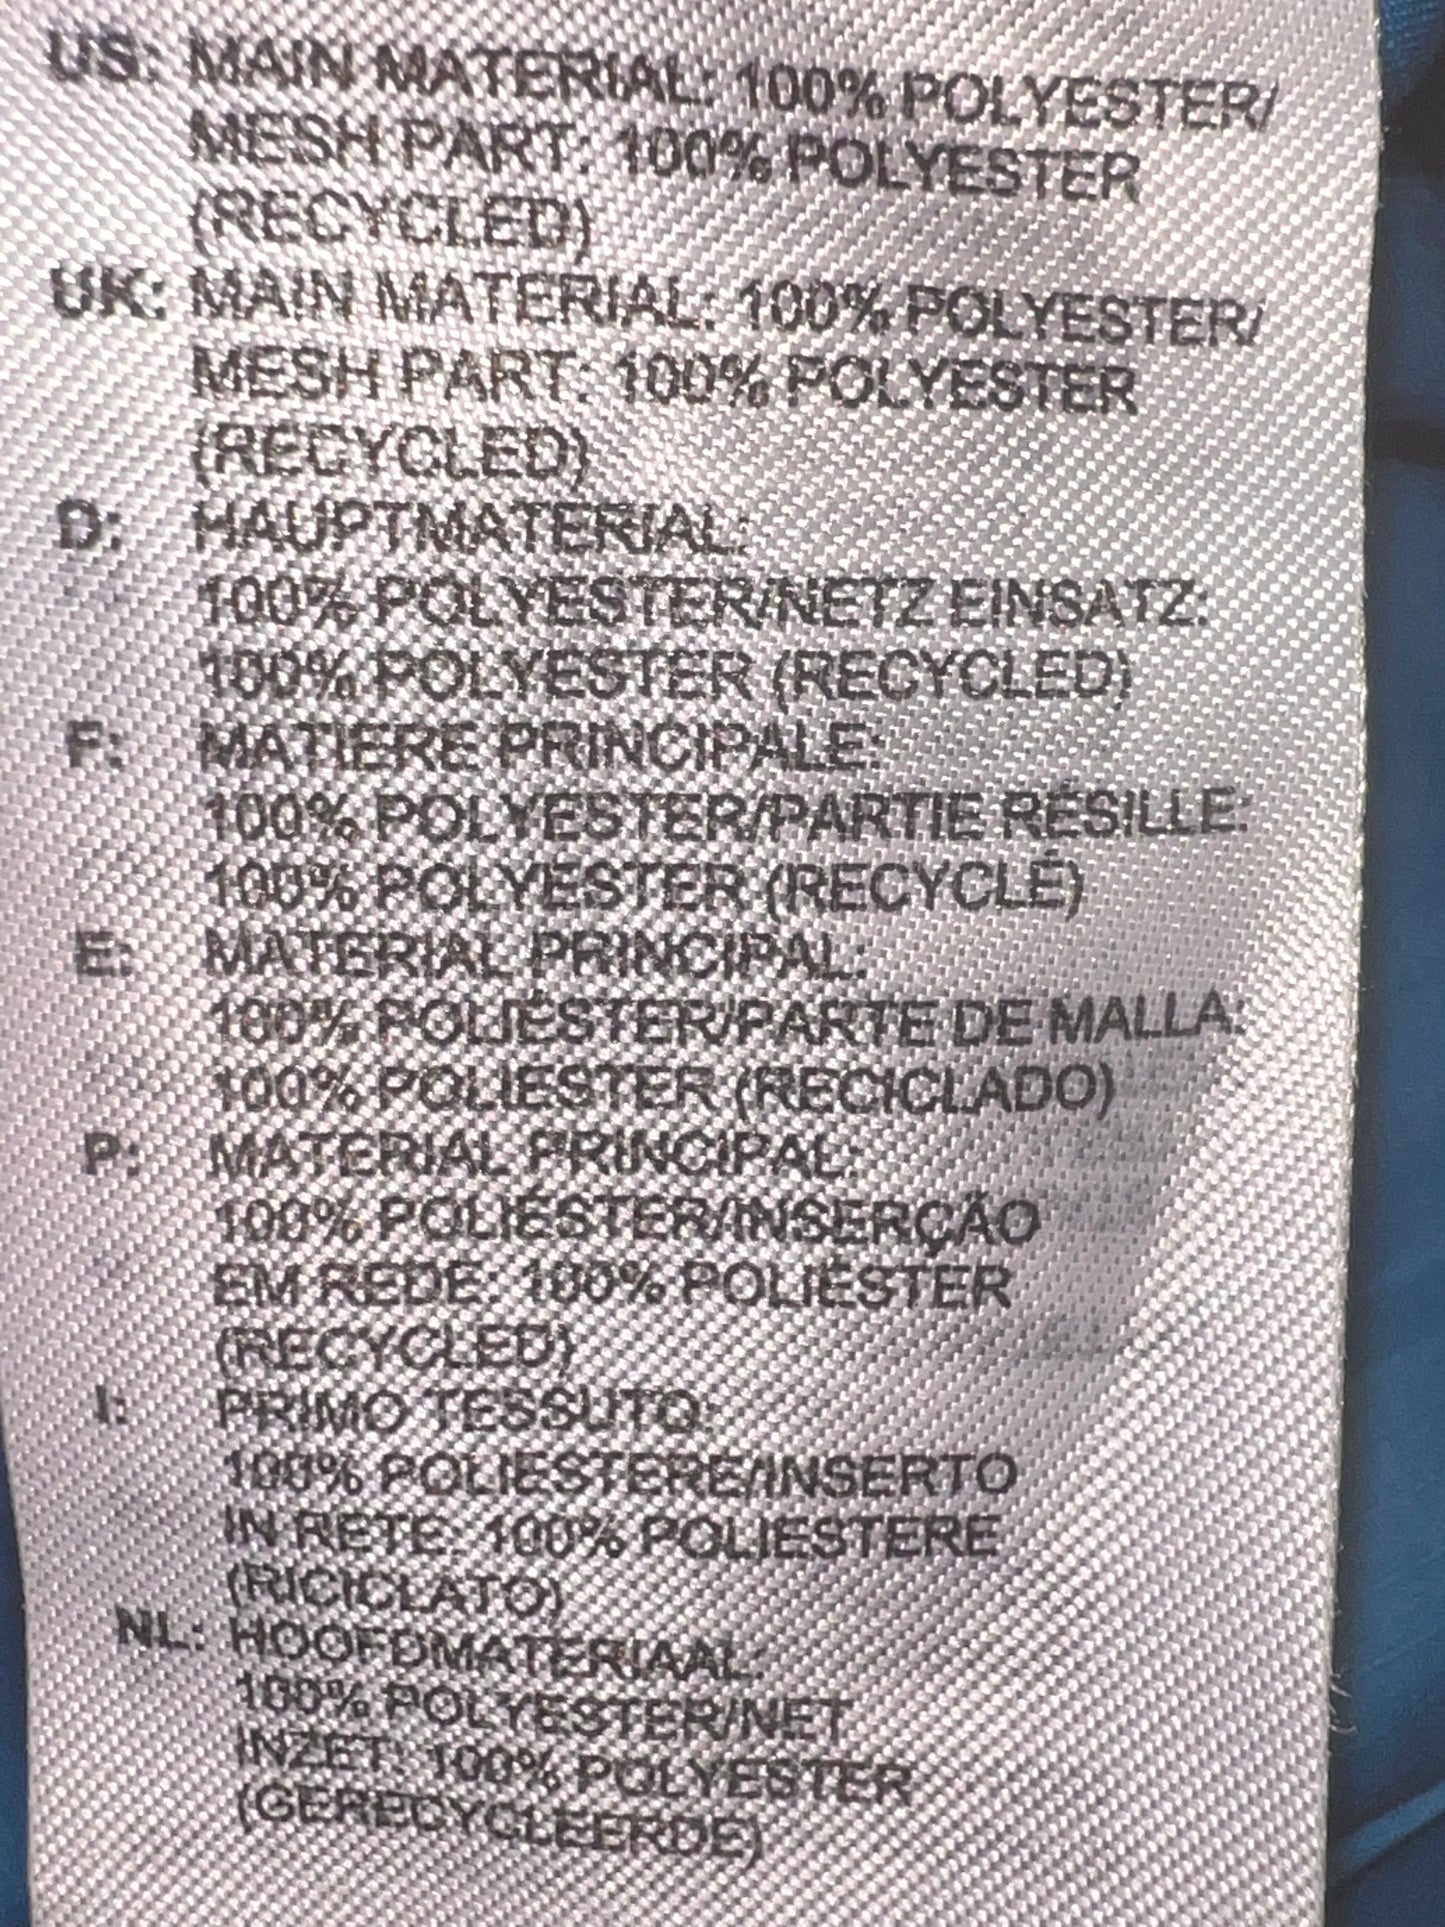 US: MAIN MATERIAL: 100% POLYESTER/
MESH PART: 100% POLYESTER
(RECYCLED)
UK: MAIN MATERIAL: 100% POLYESTER/
MESH PART: 100% POLYESTER
(RECYCLED)
D: HAUPTMATERIAL:
100% POLYESTER/NETZ EINSATZ:
100% POLYESTER (RECYCLED)
F: MATIERE PRINCIPALE:
100% POLYESTER/PARTIE RÉSILLE:
100% POLYESTER (RECYCLÉ)
E: MATERIAL PRINCIPAL:
100% POLIÉSTER/PARTE DE MALLA:
100% POLIESTER (RECICLADO)
P: MATERIAL PRINCIPAL:
100% POLIÉSTER/INSERÇÃO
EM REDE: 100% POLIÉSTER
(RECYCLED)
I: PRIMO TESSUTO:
100% POLIESTERE/INSERTO
IN RETE: 100% POLIESTERE
(RICICLATO)
NL: HOOFDMATERIAAL:
100% POLYESTER/NET
INZET: 100% POLYESTER
(GERECYCLEERDE)